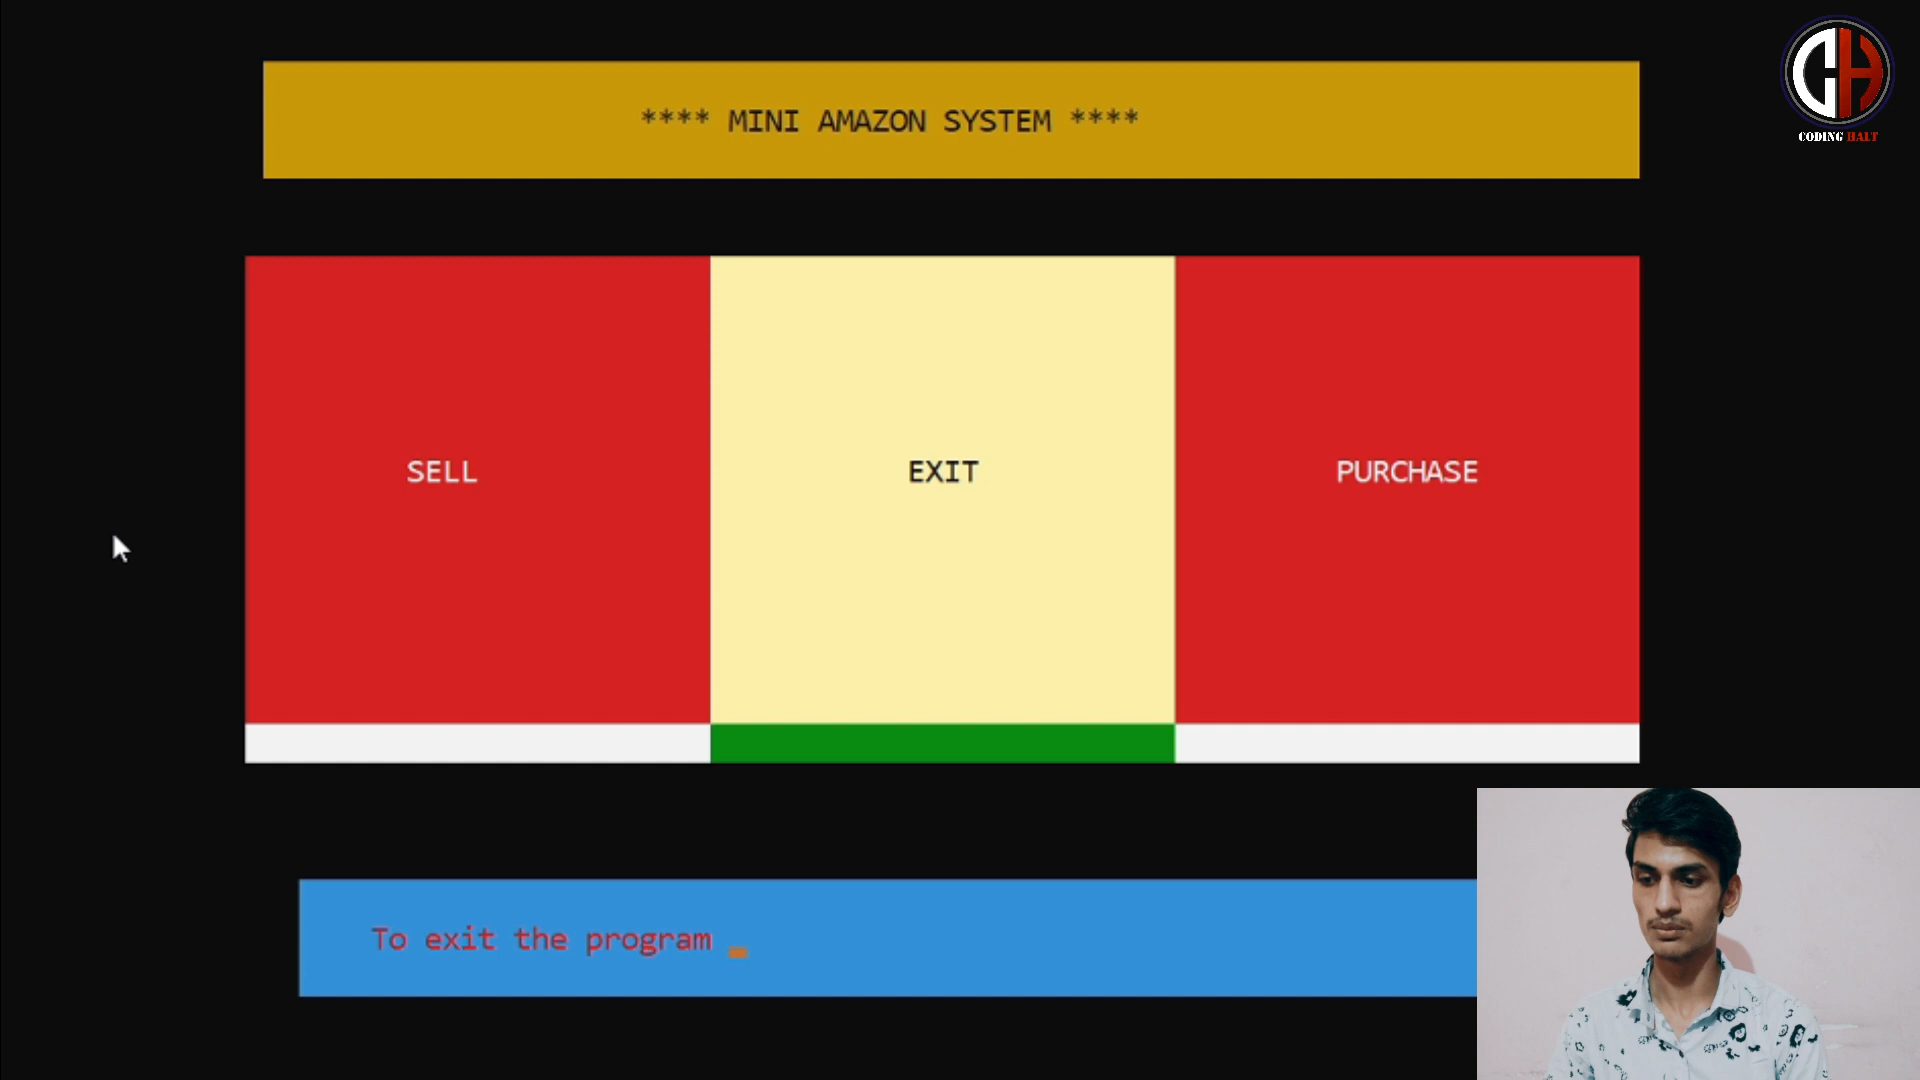 **** MINI AMAZON SYSTEM ****
CODING HALT
SELL
EXIT
PURCHASE
To exit the program